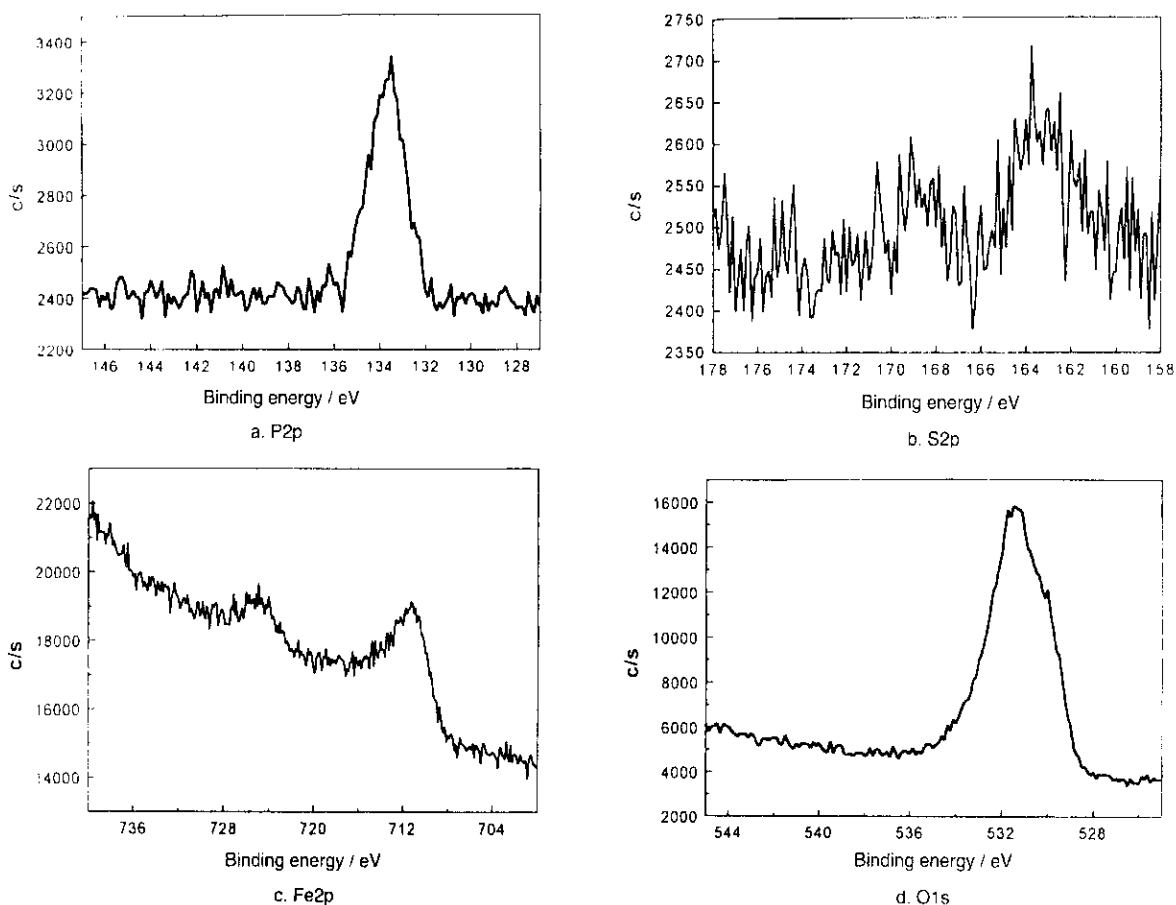 3400
3200
3000
2800
2600
2400
2200
c/s
146 144 142 140 138 136 134 132 130 128
Binding energy / eV
a. P2p
2750
2700
2650
2600
2550
2500
2450
2400
2350
c/s
178 176 174 172 170 168 166 164 162 160 158
Binding energy / eV
b. S2p
22000
20000
18000
16000
14000
c/s
736 728 720 712 704
Binding energy / eV
c. Fe2p
16000
14000
12000
10000
8000
6000
4000
2000
c/s
544 540 536 532 528
Binding energy / eV
d. O1s